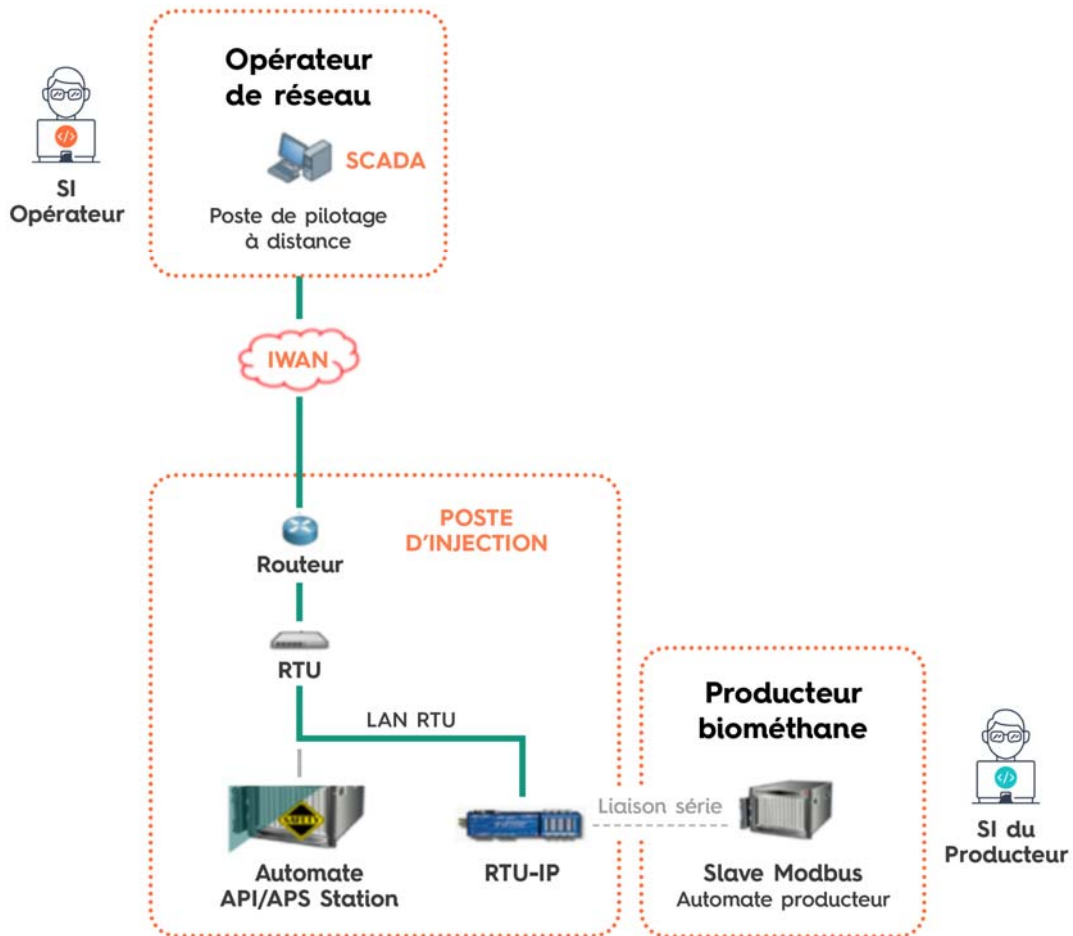 Opérateur
de réseau
SCADA
Poste de pilotage
à distance
SI
Opérateur
IWAN
POSTE
D'INJECTION
Routeur
RTU
LAN RTU
Automate
API/APS Station
RTU-IP
Liaison série
Producteur
biométhane
Slave Modbus
Automate producteur
SI du
Producteur
SAFETY